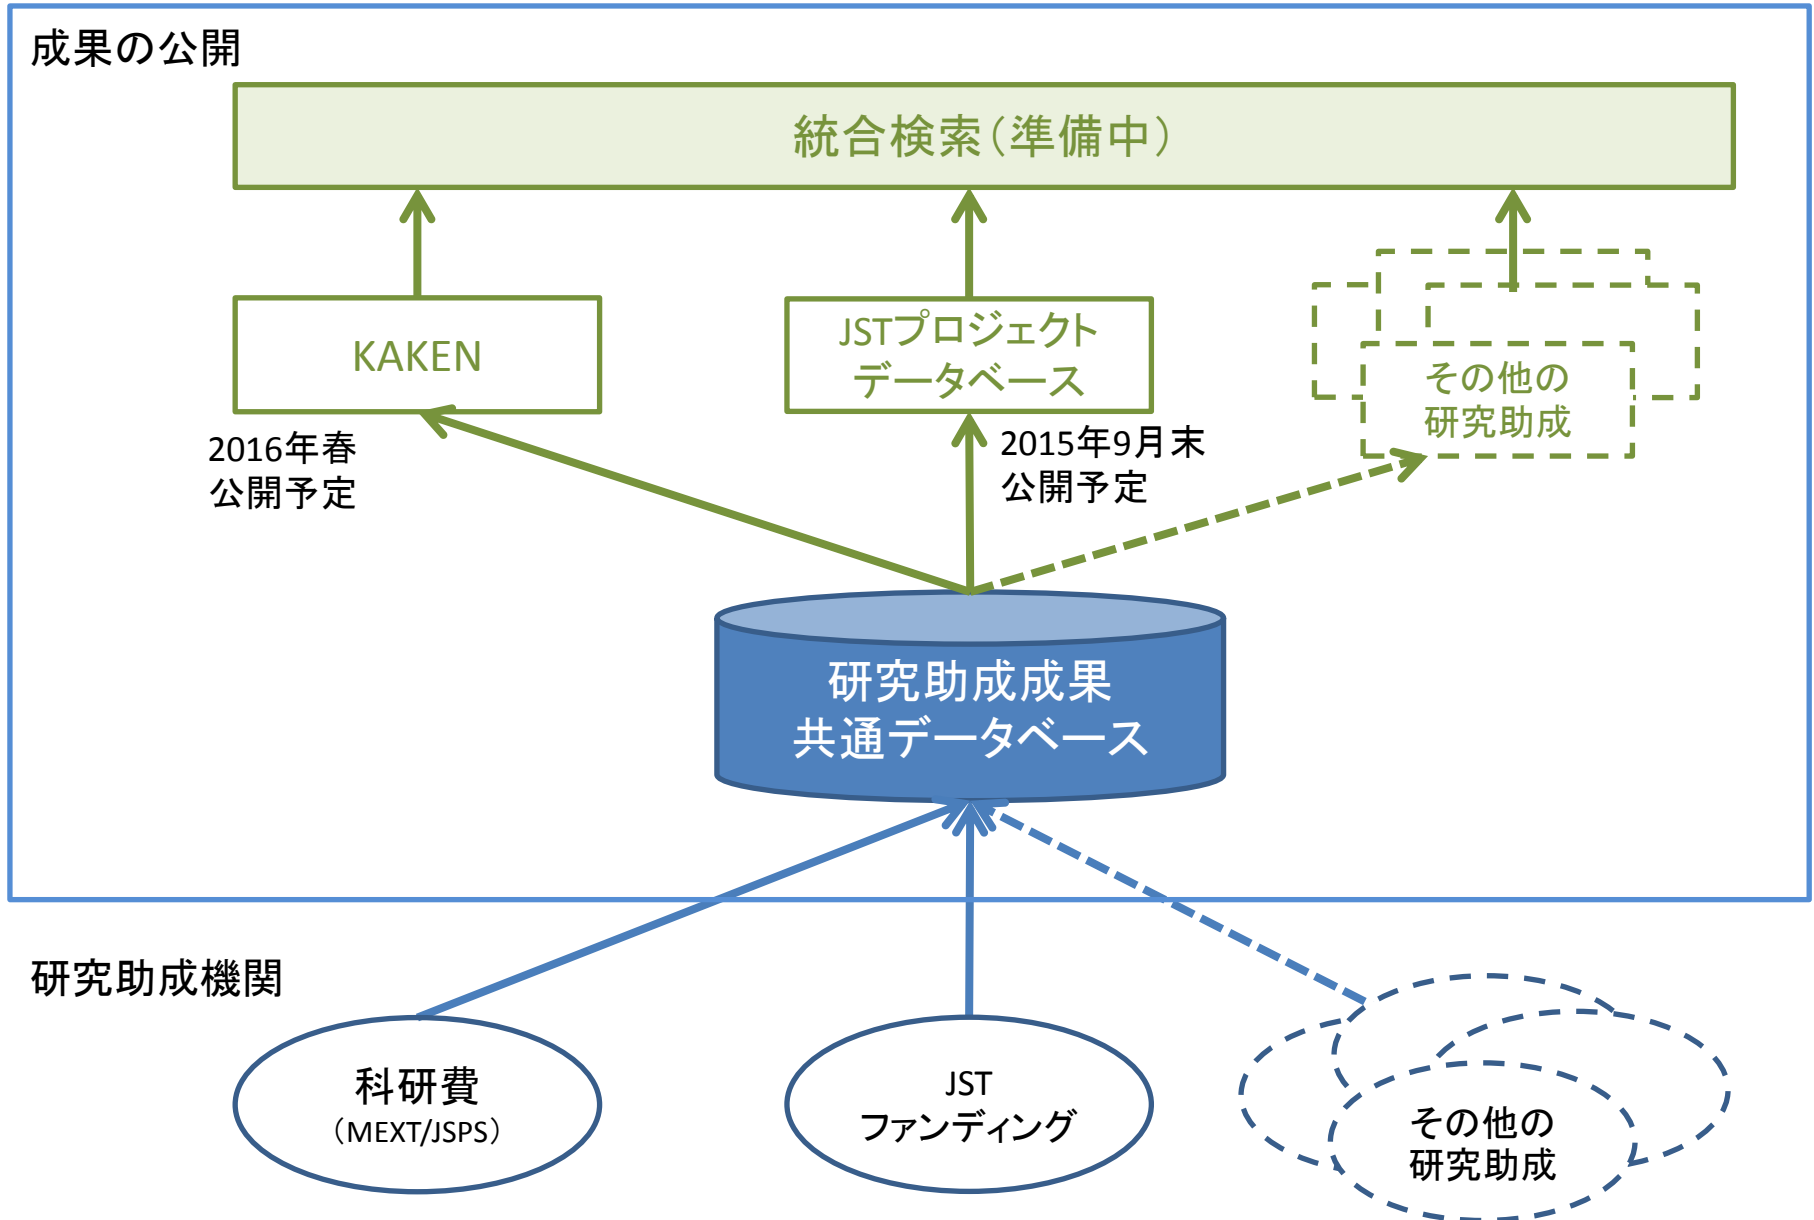 成果の公開
統合検索(準備中)
KAKEN
JSTプロジェクト
データベース
その他の
研究助成
2016年春
公開予定
2015年9月末
公開予定
研究助成成果
共通データベース
研究助成機関
科研費
(MEXT/JSPS)
JST
ファンディング
その他の
研究助成